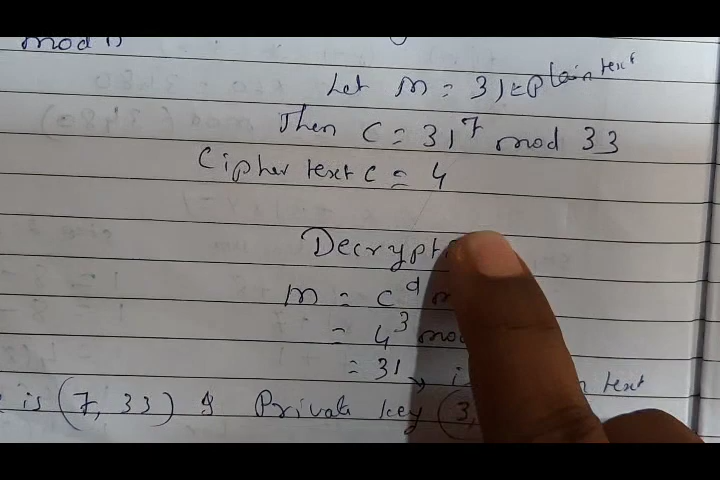 mod n
Let m = 31 ← Plain text
Then C = 31⁷ mod 33
Cipher text C = 4
Decrypt
m = C^d
= 4³ mod
= 31 → i
is (7, 33) & Private key (3,
text